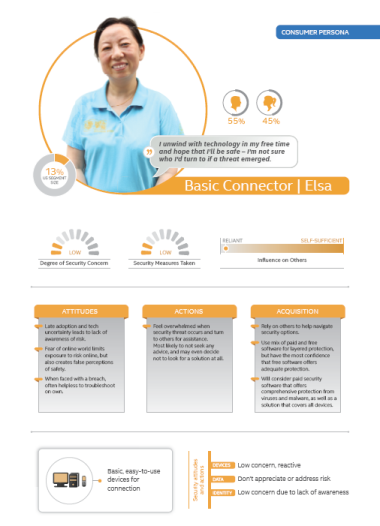 CONSUMER PERSONA
55%
45%
I unwind with technology in my free time
and hope that I'll be safe – I'm not sure
who I'd turn to if a threat emerged.
13%
US SEGMENT
SIZE
Basic Connector | Elsa
LOW
Degree of Security Concern
LOW
Security Measures Taken
RELIANT
SELF-SUFFICIENT
Influence on Others
ATTITUDES
Late adoption and tech
uncertainty leads to lack of
awareness of risk.
Fear of online world limits
exposure to risk online, but
also creates false perceptions
of safety.
When faced with a breach,
often helpless to troubleshoot
on own.
ACTIONS
Feel overwhelmed when
security threat occurs and turn
to others for assistance.
Most likely to not seek any
advice, and may even decide
not to look for a solution at all.
ACQUISITION
Rely on others to help navigate
security options.
Use mix of paid and free
software for layered protection,
but have the most confidence
that free software offers
adequate protection.
Will consider paid security
software that offers
comprehensive protection from
viruses and malware, as well as a
solution that covers all devices.
Basic, easy-to-use
devices for
connection
Security attitudes
and actions
DEVICES Low concern, reactive
DATA Don't appreciate or address risk
IDENTITY Low concern due to lack of awareness